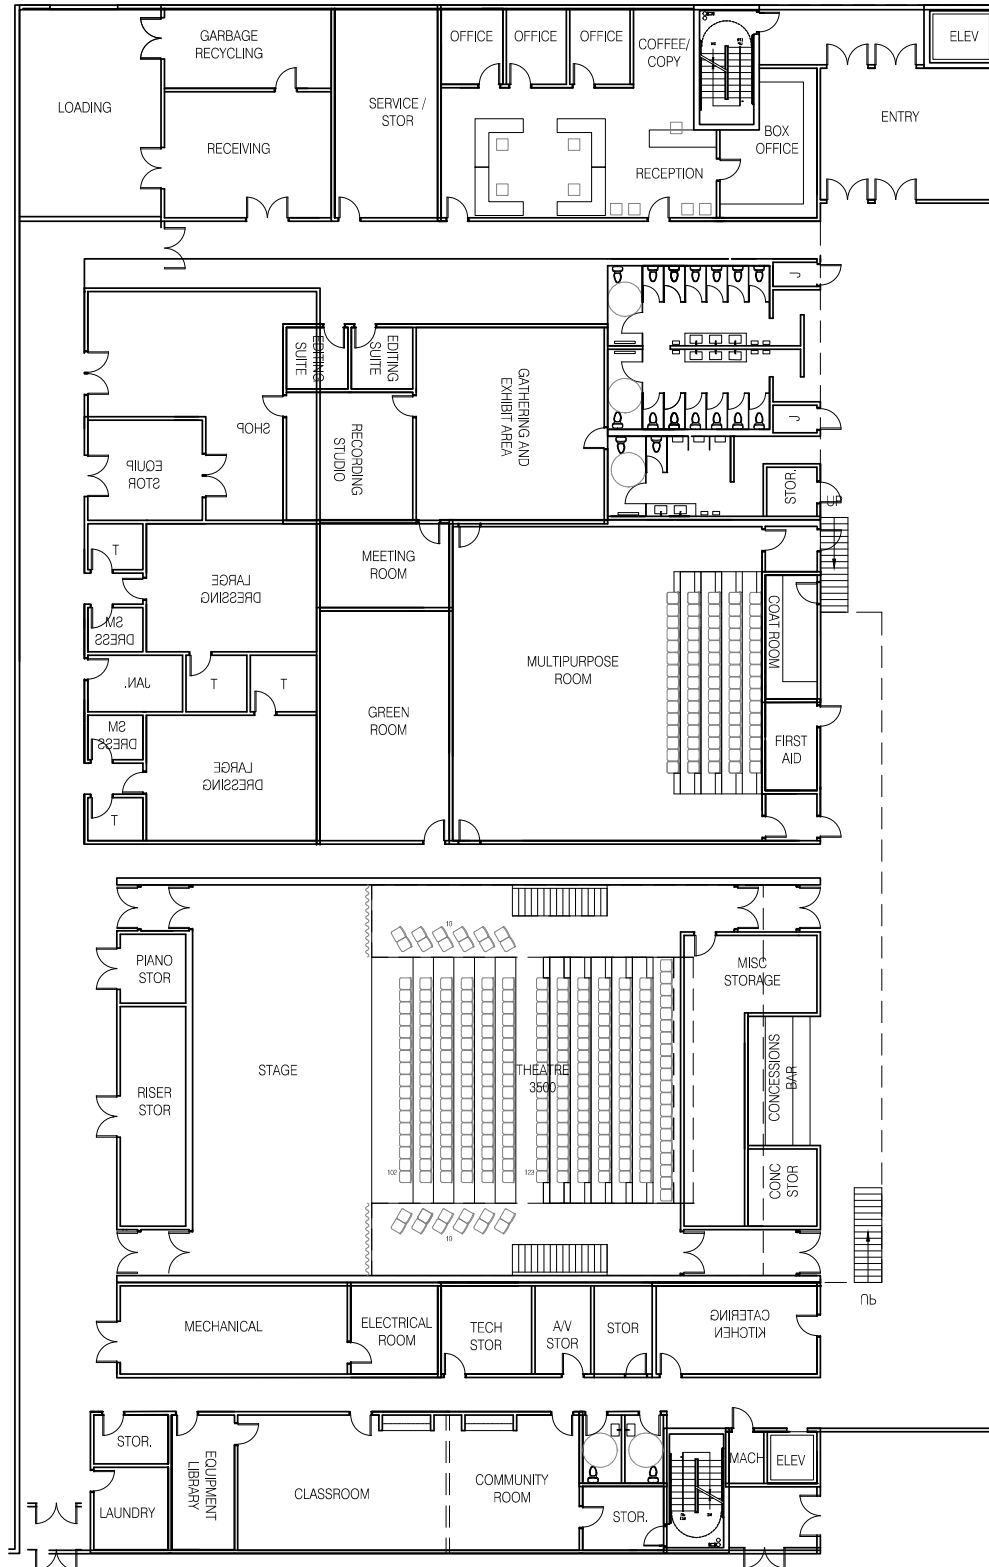 GARBAGE
RECYCLING
OFFICE
OFFICE
OFFICE
COFFEE/
COPY
ELEV
LOADING
SERVICE /
STOR
RECEIVING
RECEPTION
BOX
OFFICE
ENTRY
J
EDITING
SUITE
EDITING
SUITE
GATHERING AND
EXHIBIT AREA
SHOP
RECORDING
STUDIO
J
EQUIP
STOR
STOR.
UP
T
LARGE
DRESSING
MEETING
ROOM
SM
DRESS
COAT ROOM
MULTIPURPOSE
ROOM
JAN.
T
T
GREEN
ROOM
SM
DRESS
LARGE
DRESSING
FIRST
AID
T
10
PIANO
STOR
MISC
STORAGE
STAGE
THEATRE
3500
RISER
STOR
CONCESSIONS
BAR
102
123
CONC
STOR
10
UP
MECHANICAL
ELECTRICAL
ROOM
TECH
STOR
A/V
STOR
STOR
CATERING
KITCHEN
STOR.
EQUIPMENT
LIBRARY
MACH
ELEV
CLASSROOM
COMMUNITY
ROOM
LAUNDRY
STOR.